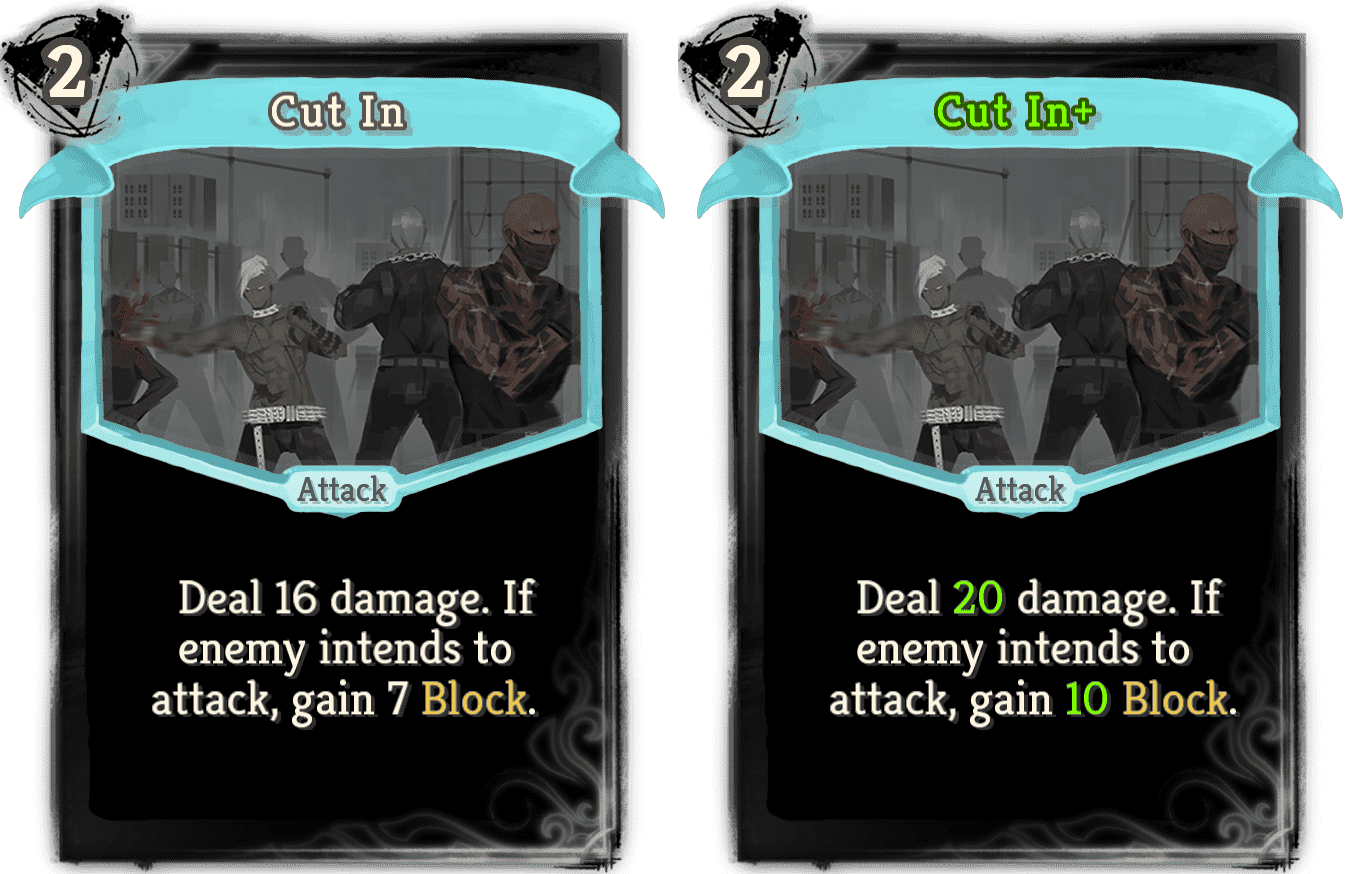 2
Cut In
Attack
Deal 16 damage. If
enemy intends to
attack, gain 7 Block.
2
Cut In+
Attack
Deal 20 damage. If
enemy intends to
attack, gain 10 Block.